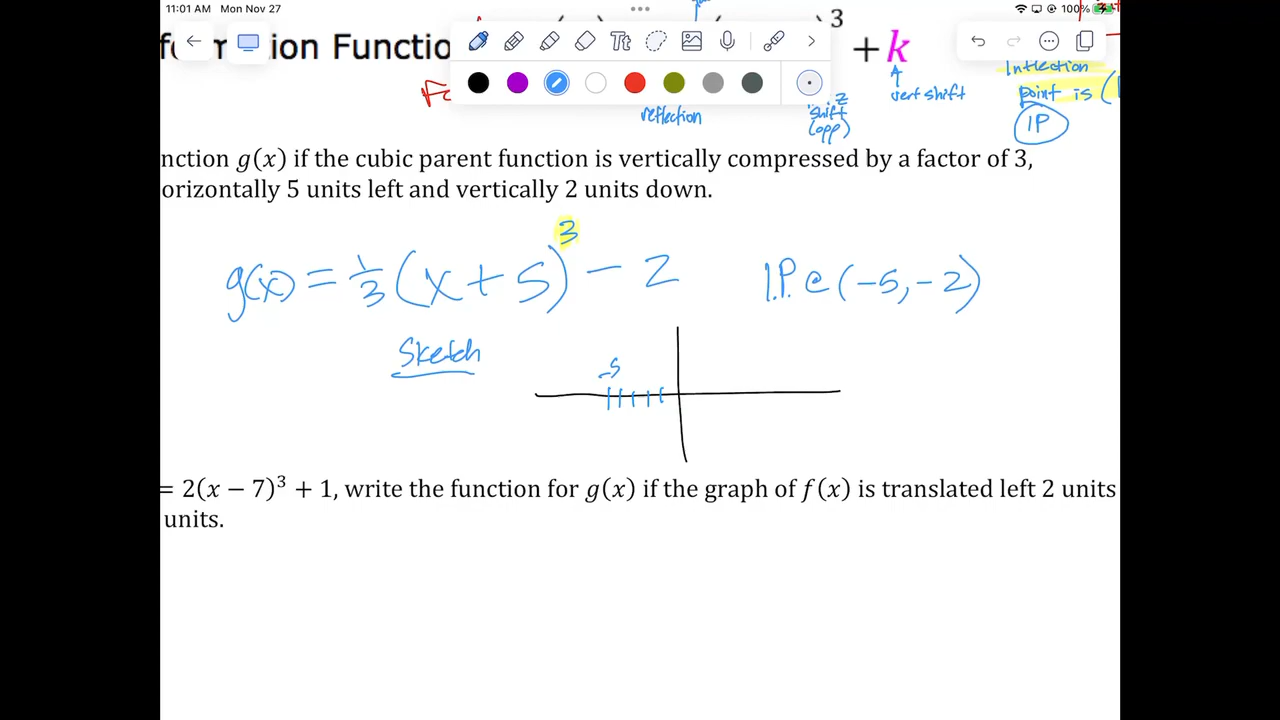 11:01 AM Mon Nov 27
100%
ion Functio
3
+ k
Tt
vert shift
Inflection
point is (
IP
reflection
shift
(opp)
nction g(x) if the cubic parent function is vertically compressed by a factor of 3,
orizontally 5 units left and vertically 2 units down.
g(x) = 1/3 (x + 5)³ - 2
I.P. @ (-5, -2)
Sketch
-5
= 2(x − 7)³ + 1, write the function for g(x) if the graph of f(x) is translated left 2 units
units.